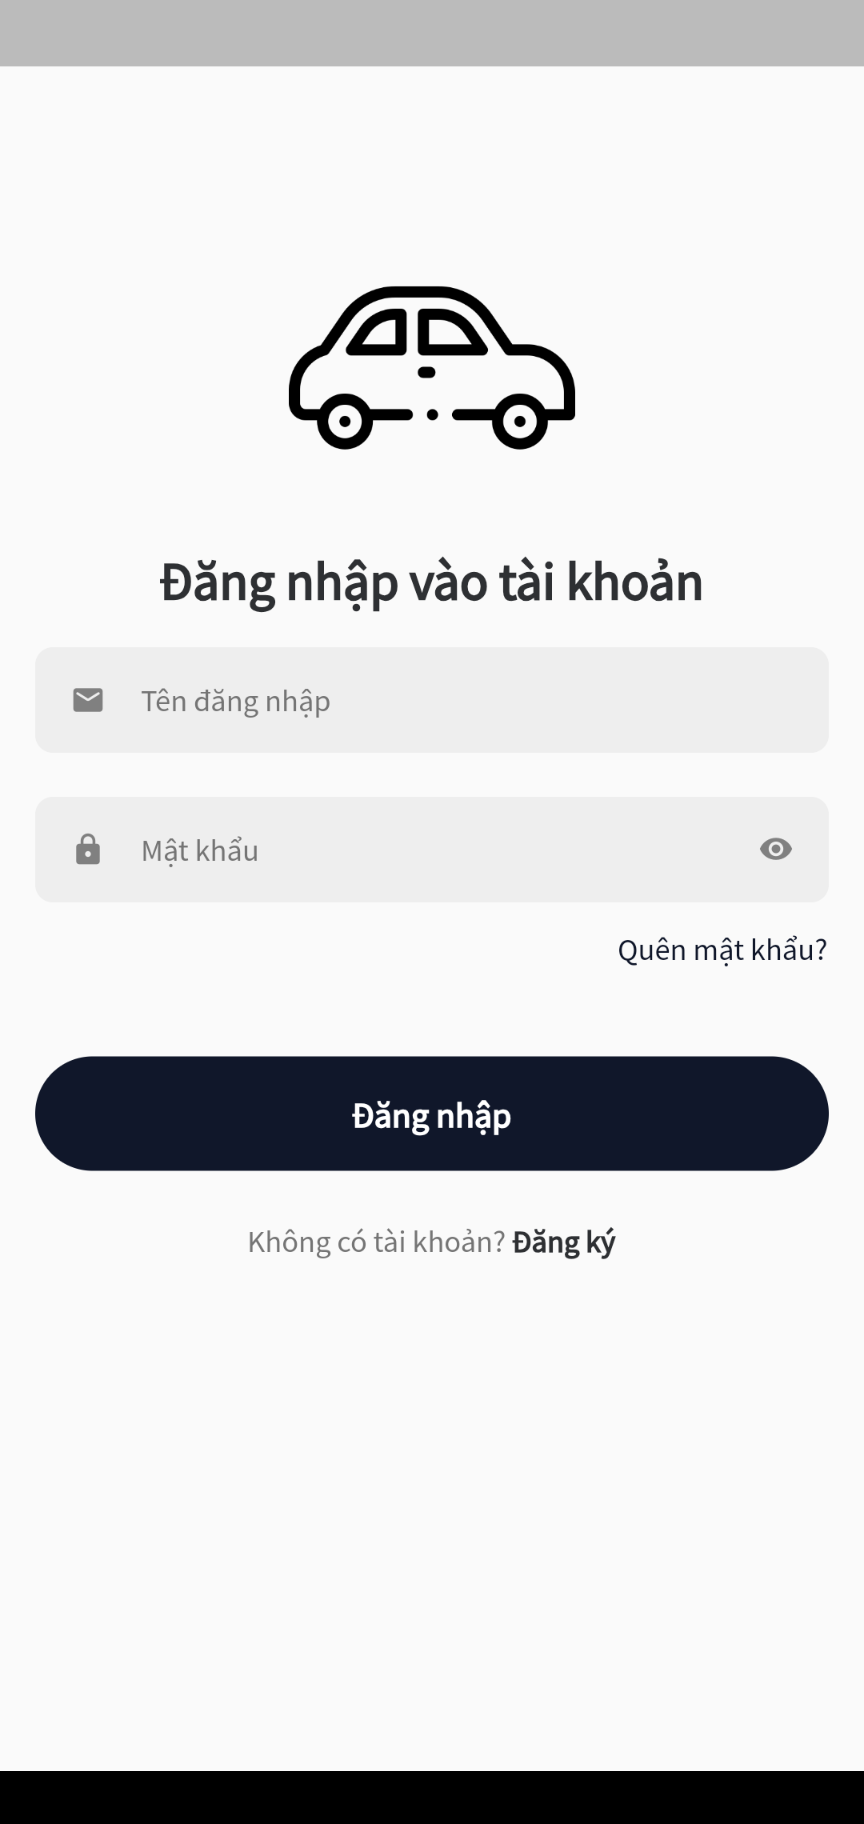 Đăng nhập vào tài khoản
Tên đăng nhập
Mật khẩu
Quên mật khẩu?
Đăng nhập
Không có tài khoản? Đăng ký